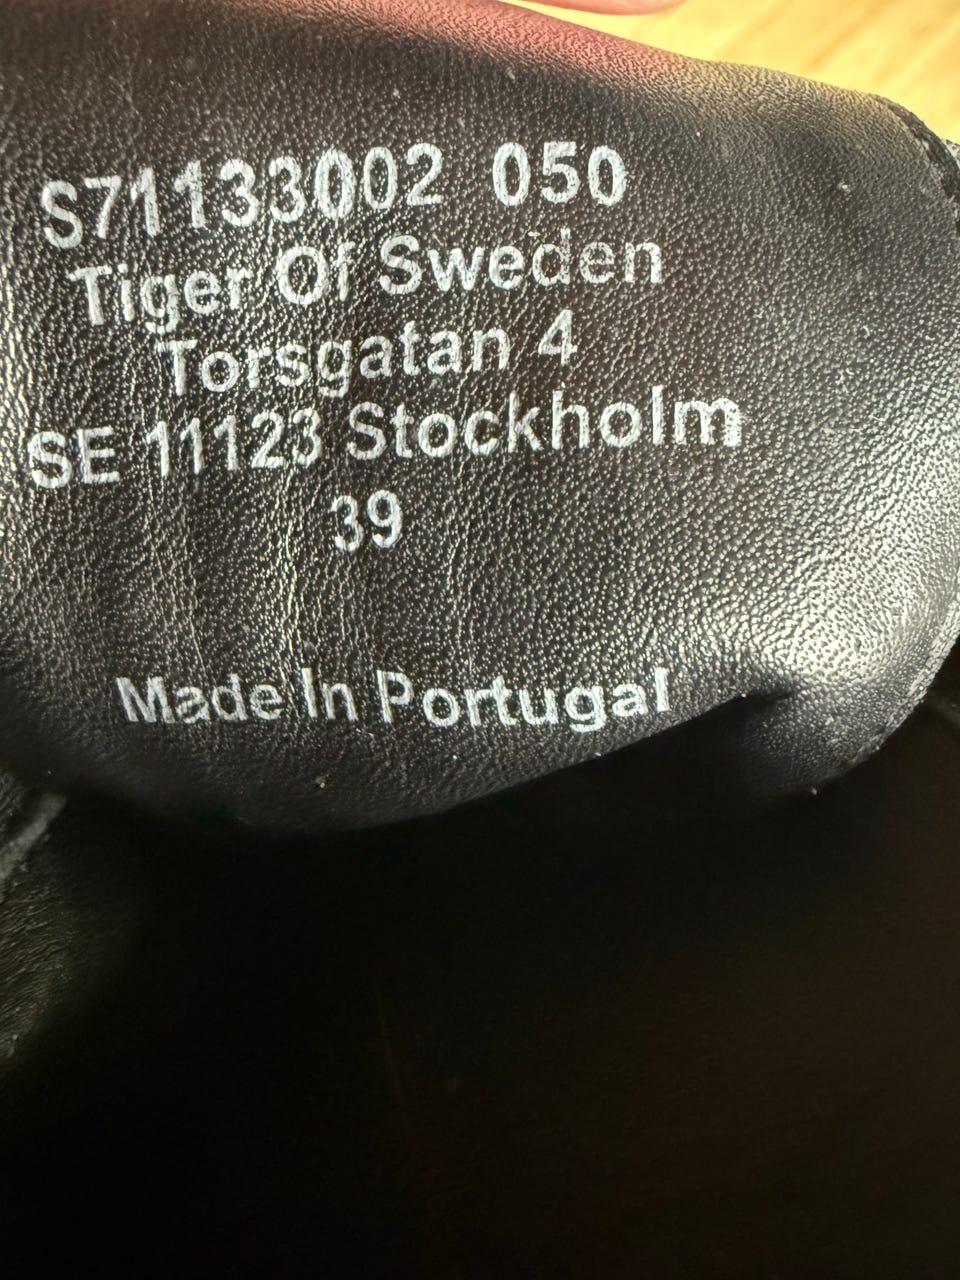 S71133002 050
Tiger Of Sweden
Torsgatan 4
SE 11123 Stockholm
39
Made In Portugal